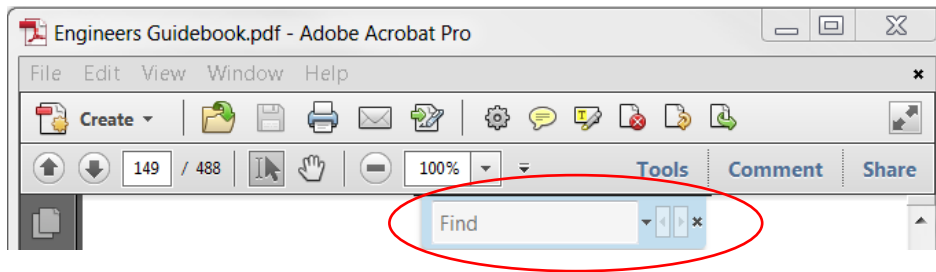 Engineers Guidebook.pdf - Adobe Acrobat Pro
File Edit View Window Help
Create
149 / 488 100% Tools Comment Share
Find